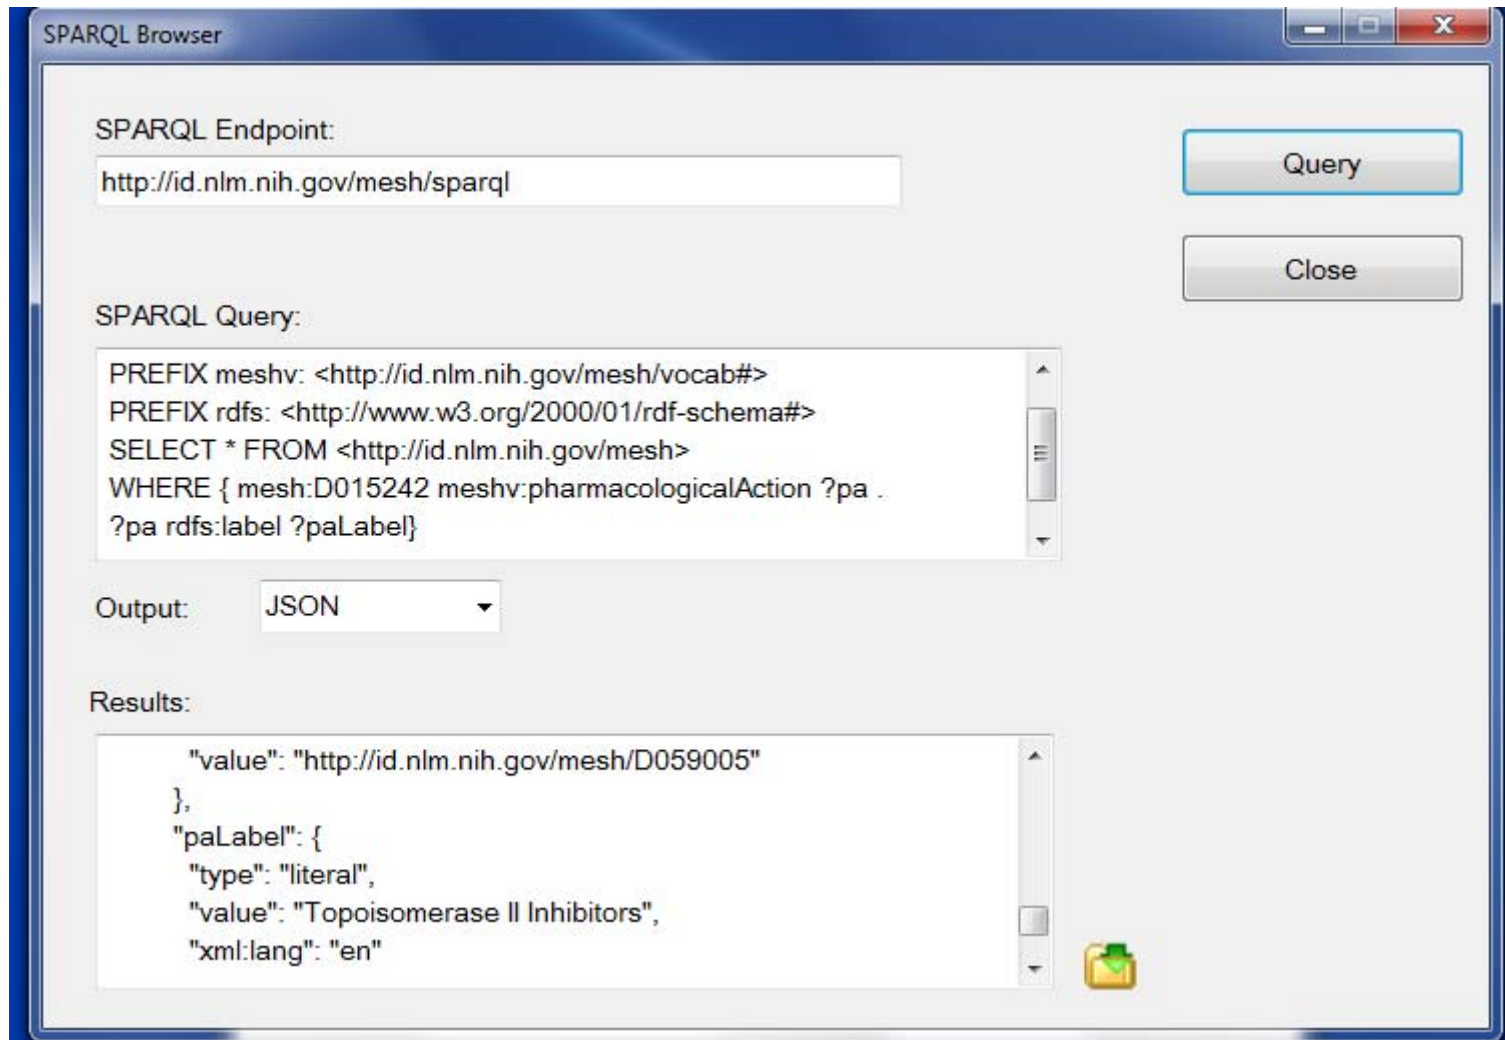 SPARQL Browser
SPARQL Endpoint:
http://id.nlm.nih.gov/mesh/sparql
Query
Close
SPARQL Query:
PREFIX meshv: <http://id.nlm.nih.gov/mesh/vocab#>
PREFIX rdfs: <http://www.w3.org/2000/01/rdf-schema#>
SELECT * FROM <http://id.nlm.nih.gov/mesh>
WHERE { mesh:D015242 meshv:pharmacologicalAction ?pa .
?pa rdfs:label ?paLabel}
Output:
JSON
Results:
"value": "http://id.nlm.nih.gov/mesh/D059005"
},
"paLabel": {
"type": "literal",
"value": "Topoisomerase II Inhibitors",
"xml:lang": "en"